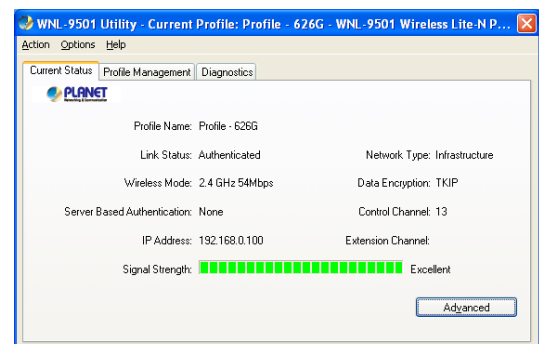 WNL-9501 Utility - Current Profile: Profile - 626G - WNL-9501 Wireless Lite-N P...
Action Options Help
Current Status Profile Management Diagnostics
PLANET
Networking & Communication
Profile Name: Profile - 626G
Link Status: Authenticated Network Type: Infrastructure
Wireless Mode: 2.4 GHz 54Mbps Data Encryption: TKIP
Server Based Authentication: None Control Channel: 13
IP Address: 192.168.0.100 Extension Channel:
Signal Strength: Excellent
Advanced